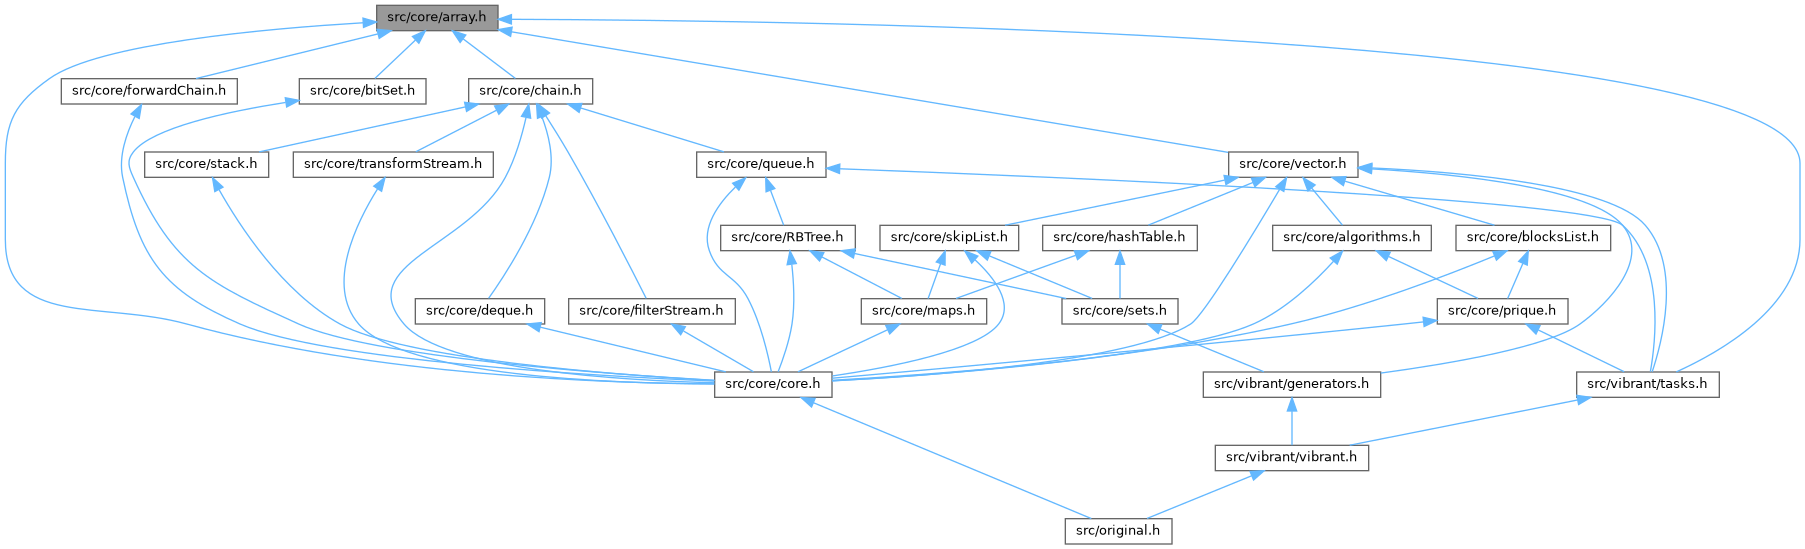 src/core/array.h
src/core/forwardChain.h
src/core/bitSet.h
src/core/chain.h
src/core/stack.h
src/core/transformStream.h
src/core/queue.h
src/core/vector.h
src/core/RBTree.h
src/core/skipList.h
src/core/hashTable.h
src/core/algorithms.h
src/core/blocksList.h
src/core/deque.h
src/core/filterStream.h
src/core/maps.h
src/core/sets.h
src/core/prique.h
src/core/core.h
src/vibrant/generators.h
src/vibrant/tasks.h
src/vibrant/vibrant.h
src/original.h